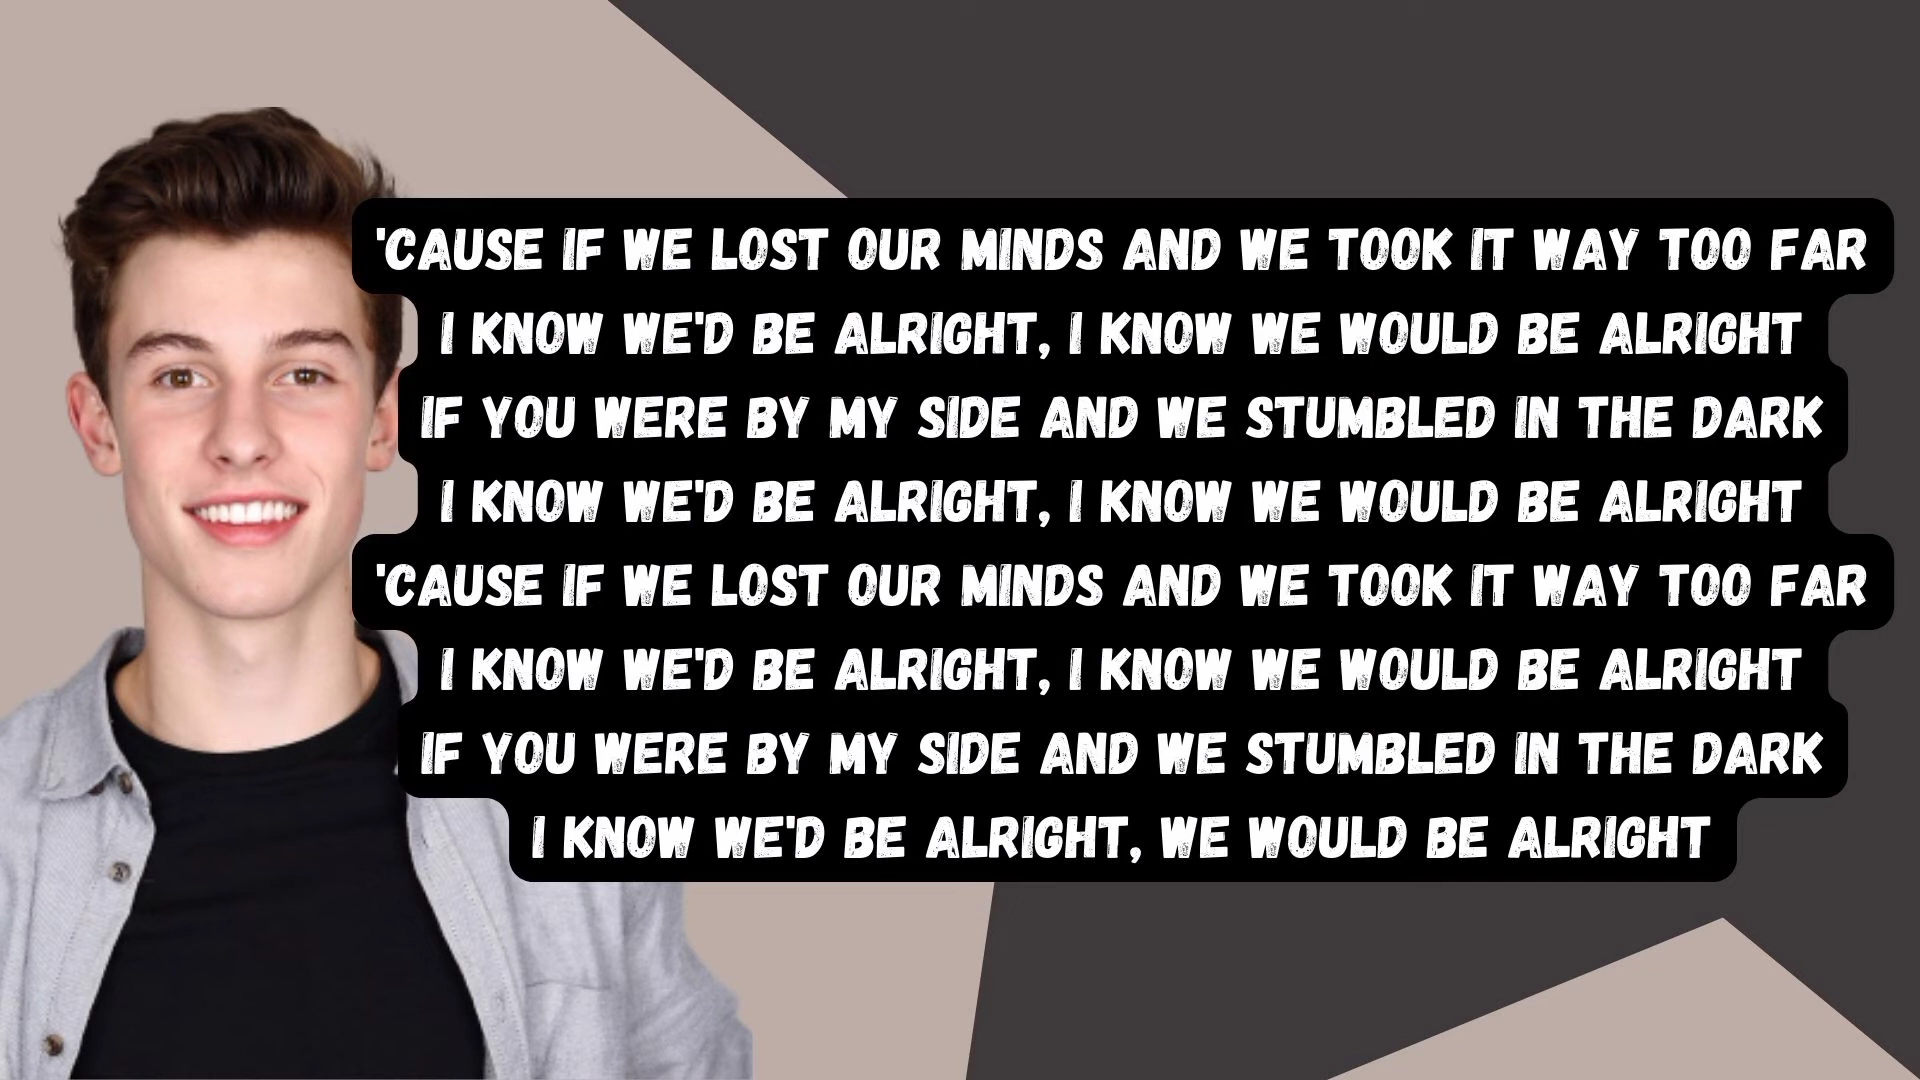 'CAUSE IF WE LOST OUR MINDS AND WE TOOK IT WAY TOO FAR
I KNOW WE'D BE ALRIGHT, I KNOW WE WOULD BE ALRIGHT
IF YOU WERE BY MY SIDE AND WE STUMBLED IN THE DARK
I KNOW WE'D BE ALRIGHT, I KNOW WE WOULD BE ALRIGHT
'CAUSE IF WE LOST OUR MINDS AND WE TOOK IT WAY TOO FAR
I KNOW WE'D BE ALRIGHT, I KNOW WE WOULD BE ALRIGHT
IF YOU WERE BY MY SIDE AND WE STUMBLED IN THE DARK
I KNOW WE'D BE ALRIGHT, WE WOULD BE ALRIGHT